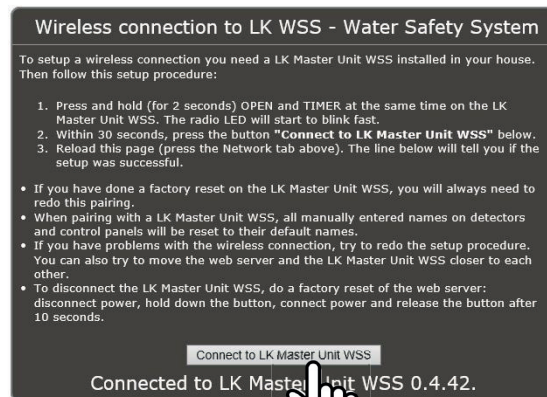 Wireless connection to LK WSS - Water Safety System
To setup a wireless connection you need a LK Master Unit WSS installed in your house.
Then follow this setup procedure:
1. Press and hold (for 2 seconds) OPEN and TIMER at the same time on the LK
Master Unit WSS. The radio LED will start to blink fast.
2. Within 30 seconds, press the button "Connect to LK Master Unit WSS" below.
3. Reload this page (press the Network tab above). The line below will tell you if the
setup was successful.
• If you have done a factory reset on the LK Master Unit WSS, you will always need to
redo this pairing.
• When pairing with a LK Master Unit WSS, all manually entered names on detectors
and control panels will be reset to their default names.
• If you have problems with the wireless connection, try to redo the setup procedure.
You can also try to move the web server and the LK Master Unit WSS closer to each
other.
• To disconnect the LK Master Unit WSS, do a factory reset of the web server:
disconnect power, hold down the button, connect power and release the button after
10 seconds.
Connect to LK Master Unit WSS
Connected to LK Master Unit WSS 0.4.42.